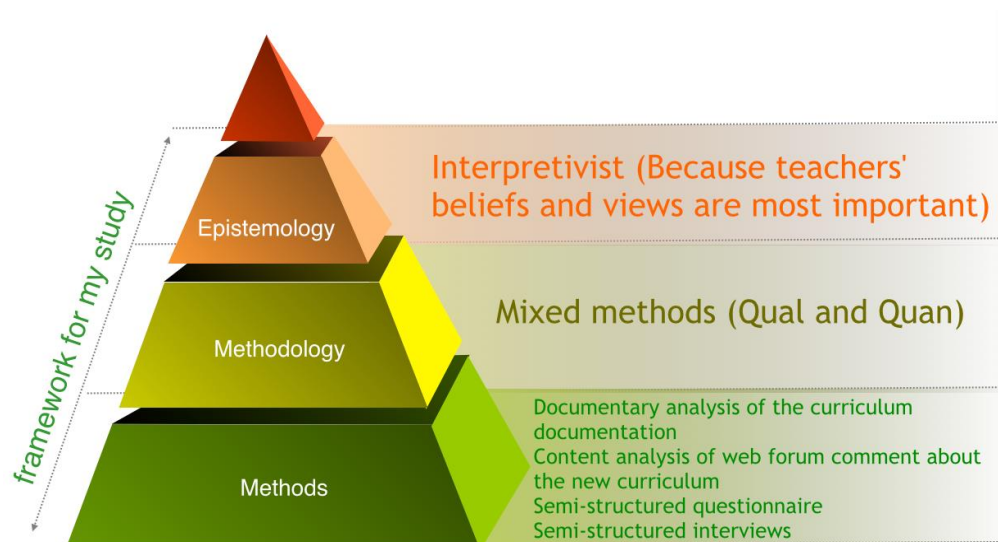 framework for my study
Epistemology
Interpretivist (Because teachers'
beliefs and views are most important)
Methodology
Mixed methods (Qual and Quan)
Methods
Documentary analysis of the curriculum
documentation
Content analysis of web forum comment about
the new curriculum
Semi-structured questionnaire
Semi-structured interviews